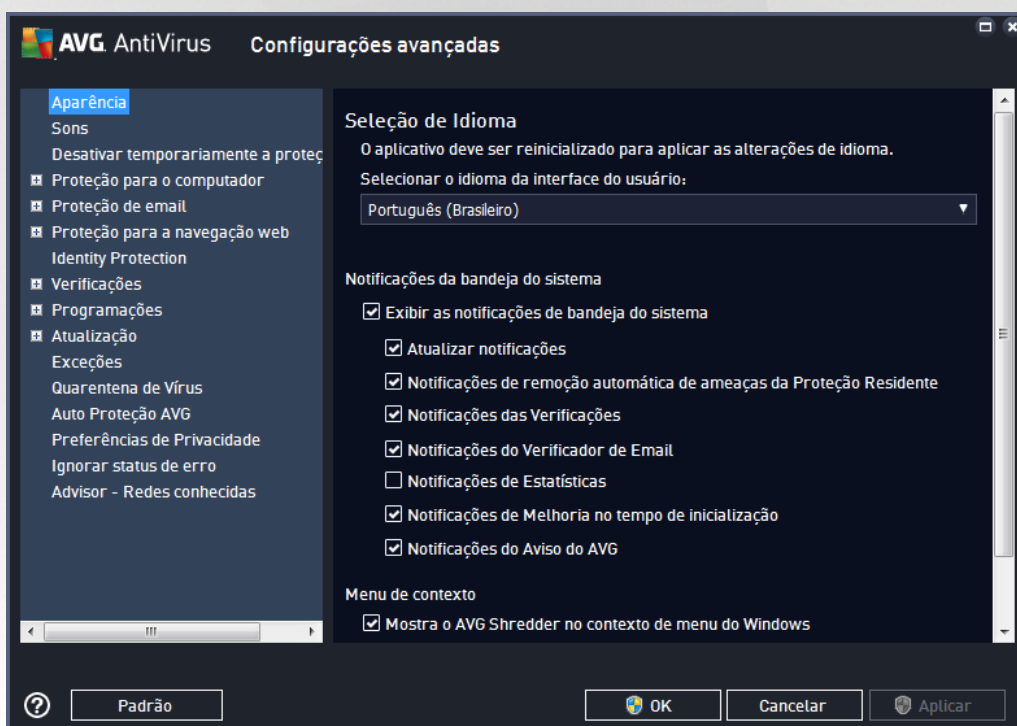 AVG. AntiVirus Configurações avançadas
Aparência
Sons
Desativar temporariamente a proteç
Proteção para o computador
Proteção de email
Proteção para a navegação web
Identity Protection
Verificações
Programações
Atualização
Exceções
Quarentena de Vírus
Auto Proteção AVG
Preferências de Privacidade
Ignorar status de erro
Advisor - Redes conhecidas
Seleção de Idioma
O aplicativo deve ser reinicializado para aplicar as alterações de idioma.
Selecionar o idioma da interface do usuário:
Português (Brasileiro)
Notificações da bandeja do sistema
Exibir as notificações de bandeja do sistema
Atualizar notificações
Notificações de remoção automática de ameaças da Proteção Residente
Notificações das Verificações
Notificações do Verificador de Email
Notificações de Estatísticas
Notificações de Melhoria no tempo de inicialização
Notificações do Aviso do AVG
Menu de contexto
Mostra o AVG Shredder no contexto de menu do Windows
? Padrão OK Cancelar Aplicar